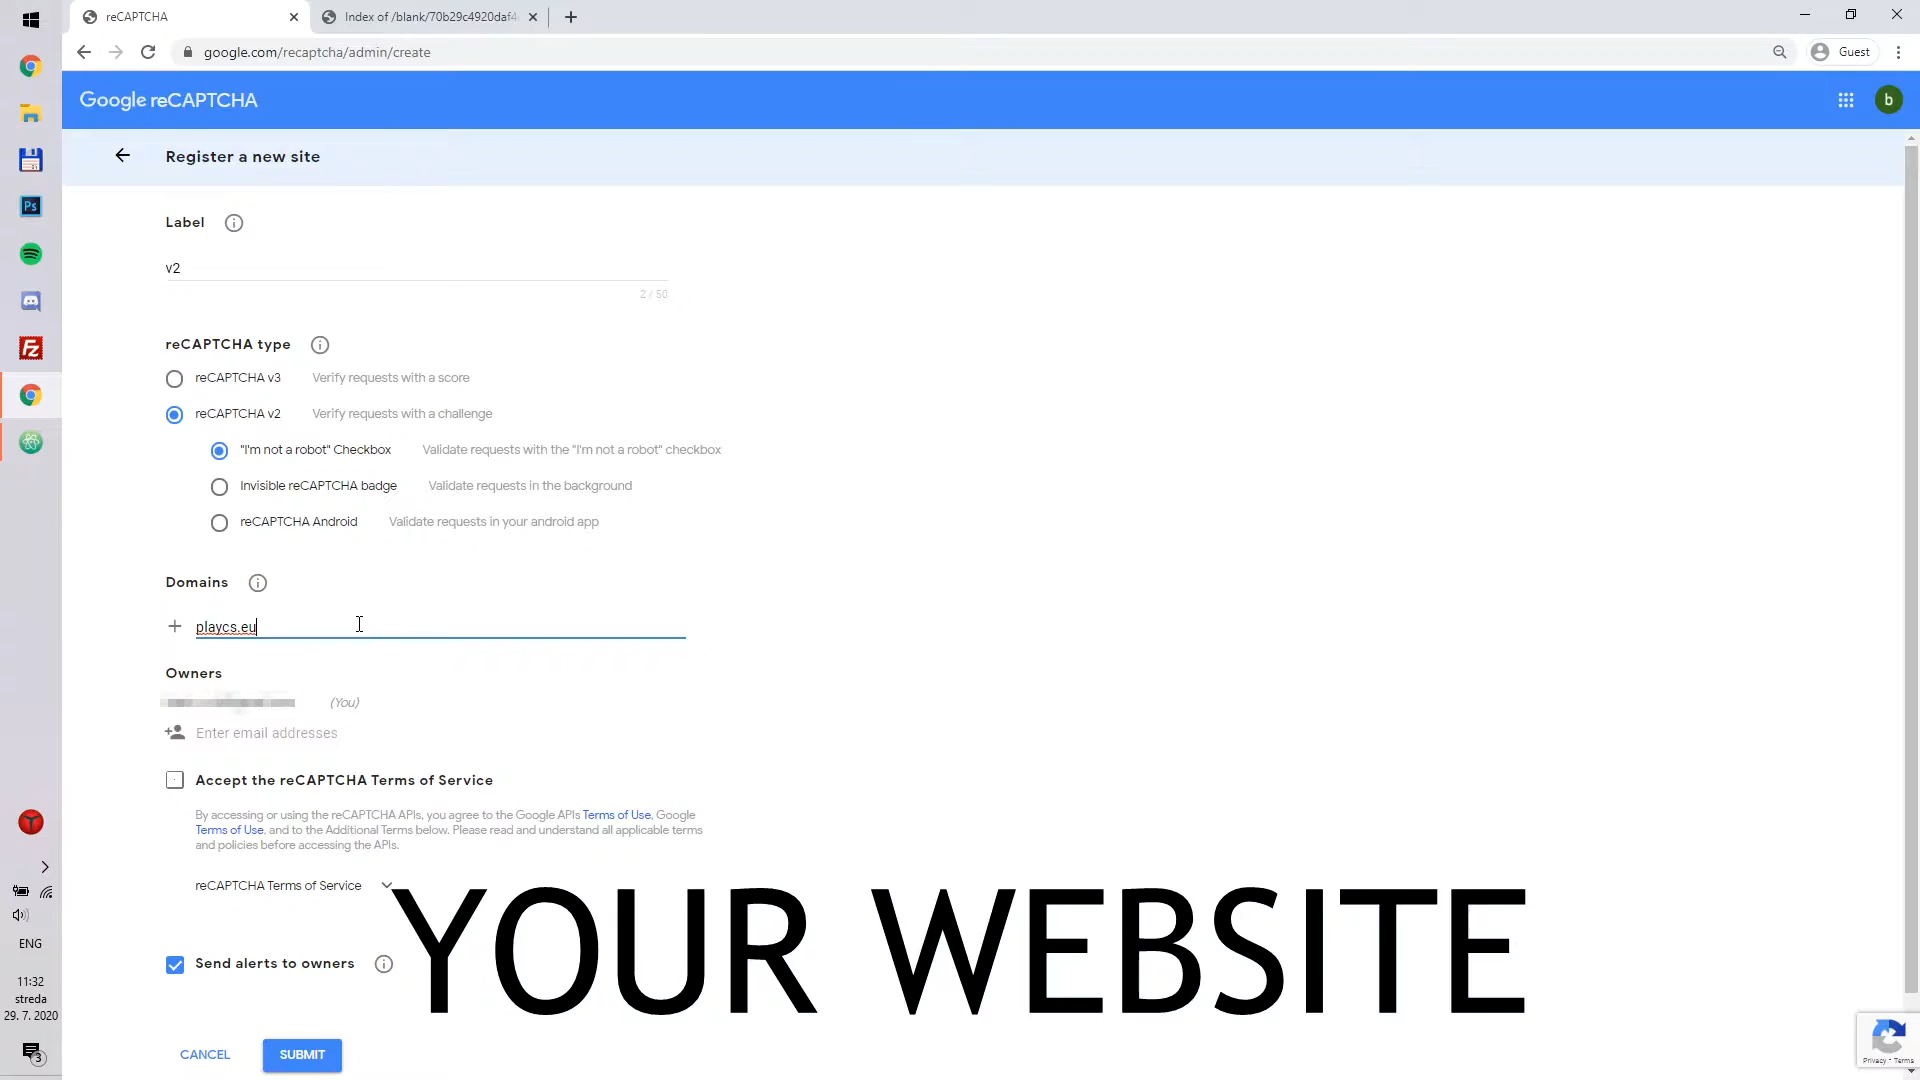 reCAPTCHA
Index of /blank/70b29c4920daf4
google.com/recaptcha/admin/create
Guest
Google reCAPTCHA
b
Register a new site
Label
v2
2 / 50
Ps
reCAPTCHA type
Fz
reCAPTCHA v3 Verify requests with a score
reCAPTCHA v2 Verify requests with a challenge
"I'm not a robot" Checkbox Validate requests with the "I'm not a robot" checkbox
Invisible reCAPTCHA badge Validate requests in the background
reCAPTCHA Android Validate requests in your android app
Domains
playcs.eu
Owners
(You)
Enter email addresses
Accept the reCAPTCHA Terms of Service
By accessing or using the reCAPTCHA APIs, you agree to the Google APIs Terms of Use, Google
Terms of Use, and to the Additional Terms below. Please read and understand all applicable terms
and policies before accessing the APIs.
reCAPTCHA Terms of Service
YOUR WEBSITE
Send alerts to owners
ENG
11:32
streda
29. 7. 2020
3
CANCEL
SUBMIT
Privacy - Terms